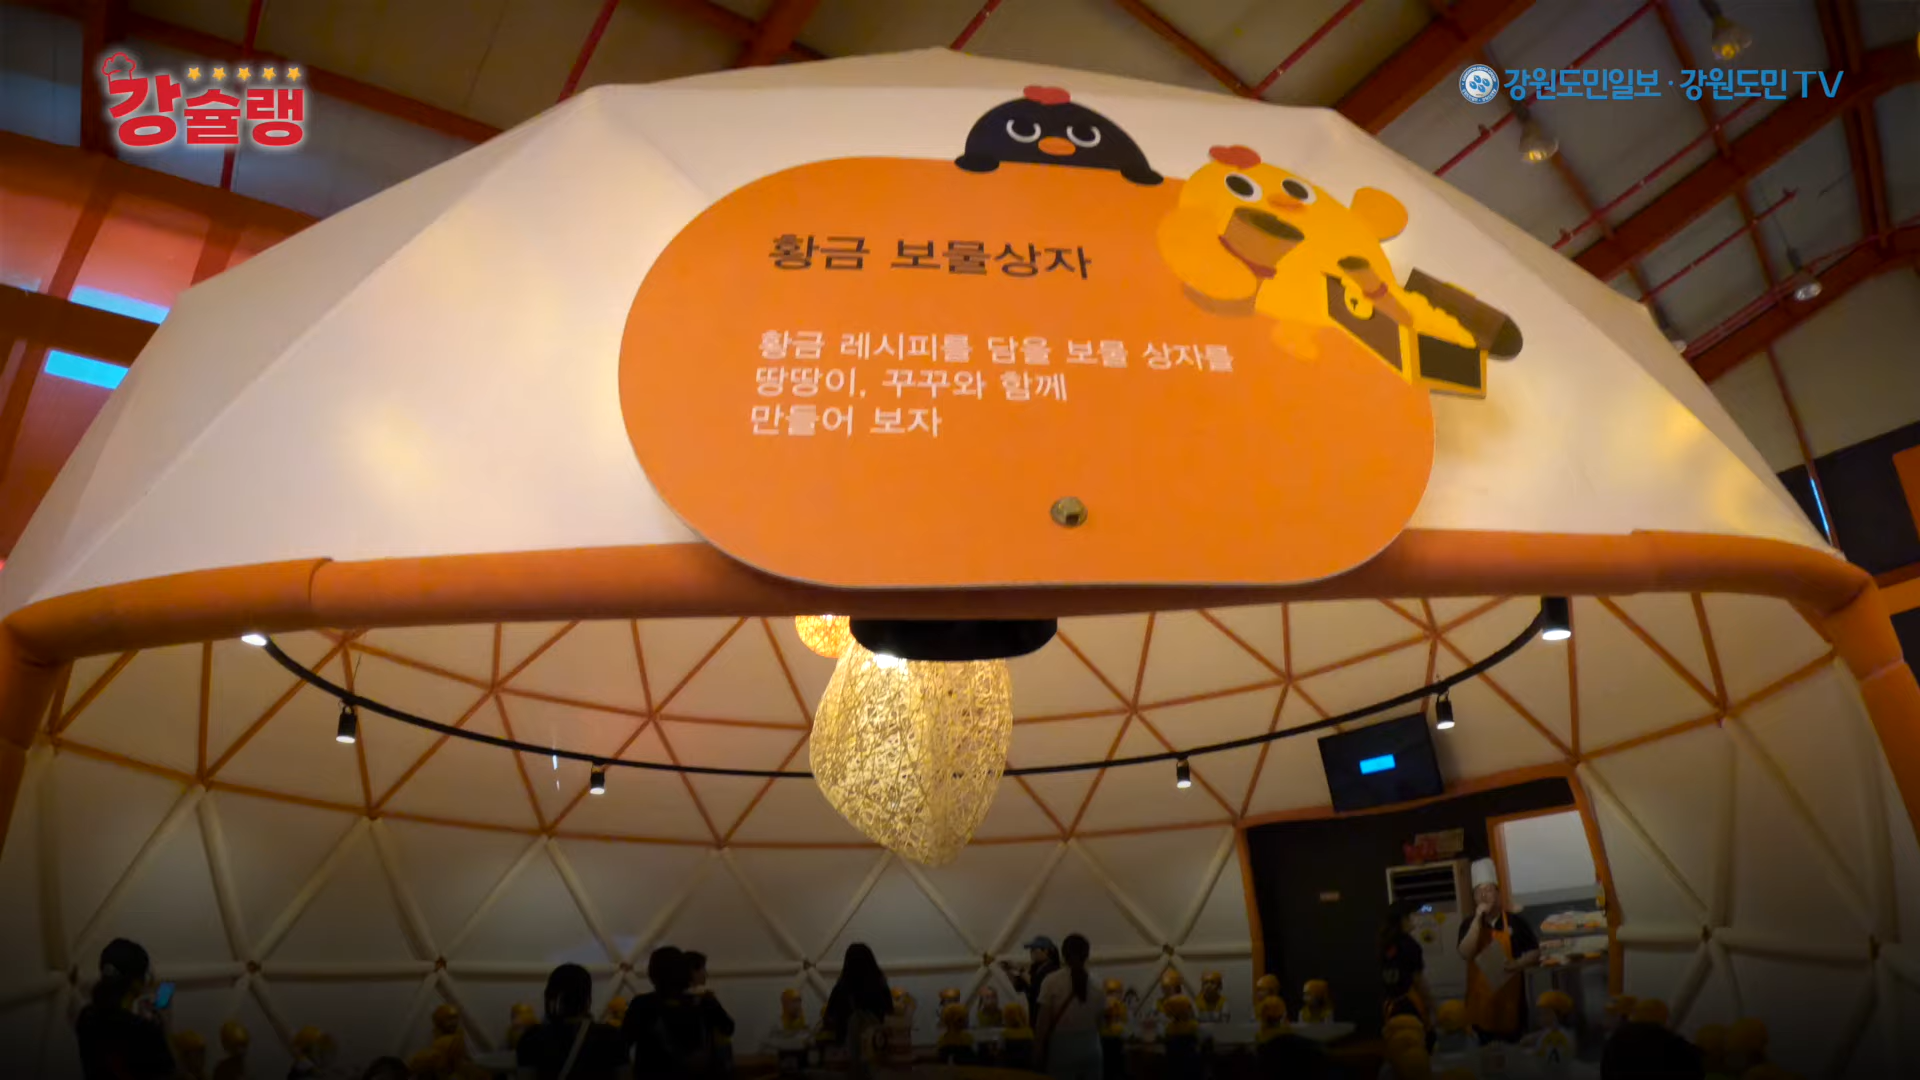 강슐랭
강원도민일보·강원도민TV
황금 보물상자
황금 레시피를 담을 보물 상자를
땅땅이, 꾸꾸와 함께
만들어 보자